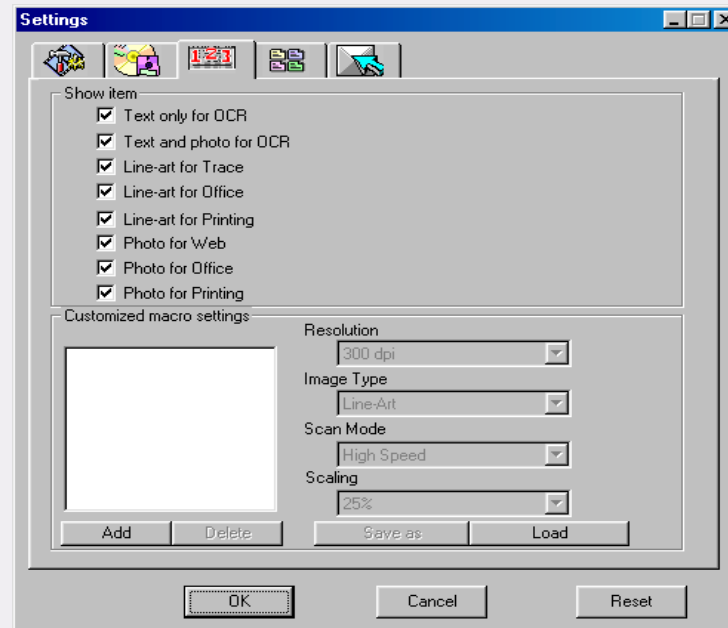 Settings
1 2 3
Show item
Text only for OCR
Text and photo for OCR
Line-art for Trace
Line-art for Office
Line-art for Printing
Photo for Web
Photo for Office
Photo for Printing
Customized macro settings
Resolution
300 dpi
Image Type
Line-Art
Scan Mode
High Speed
Scaling
25%
Add Delete Save as Load
OK Cancel Reset